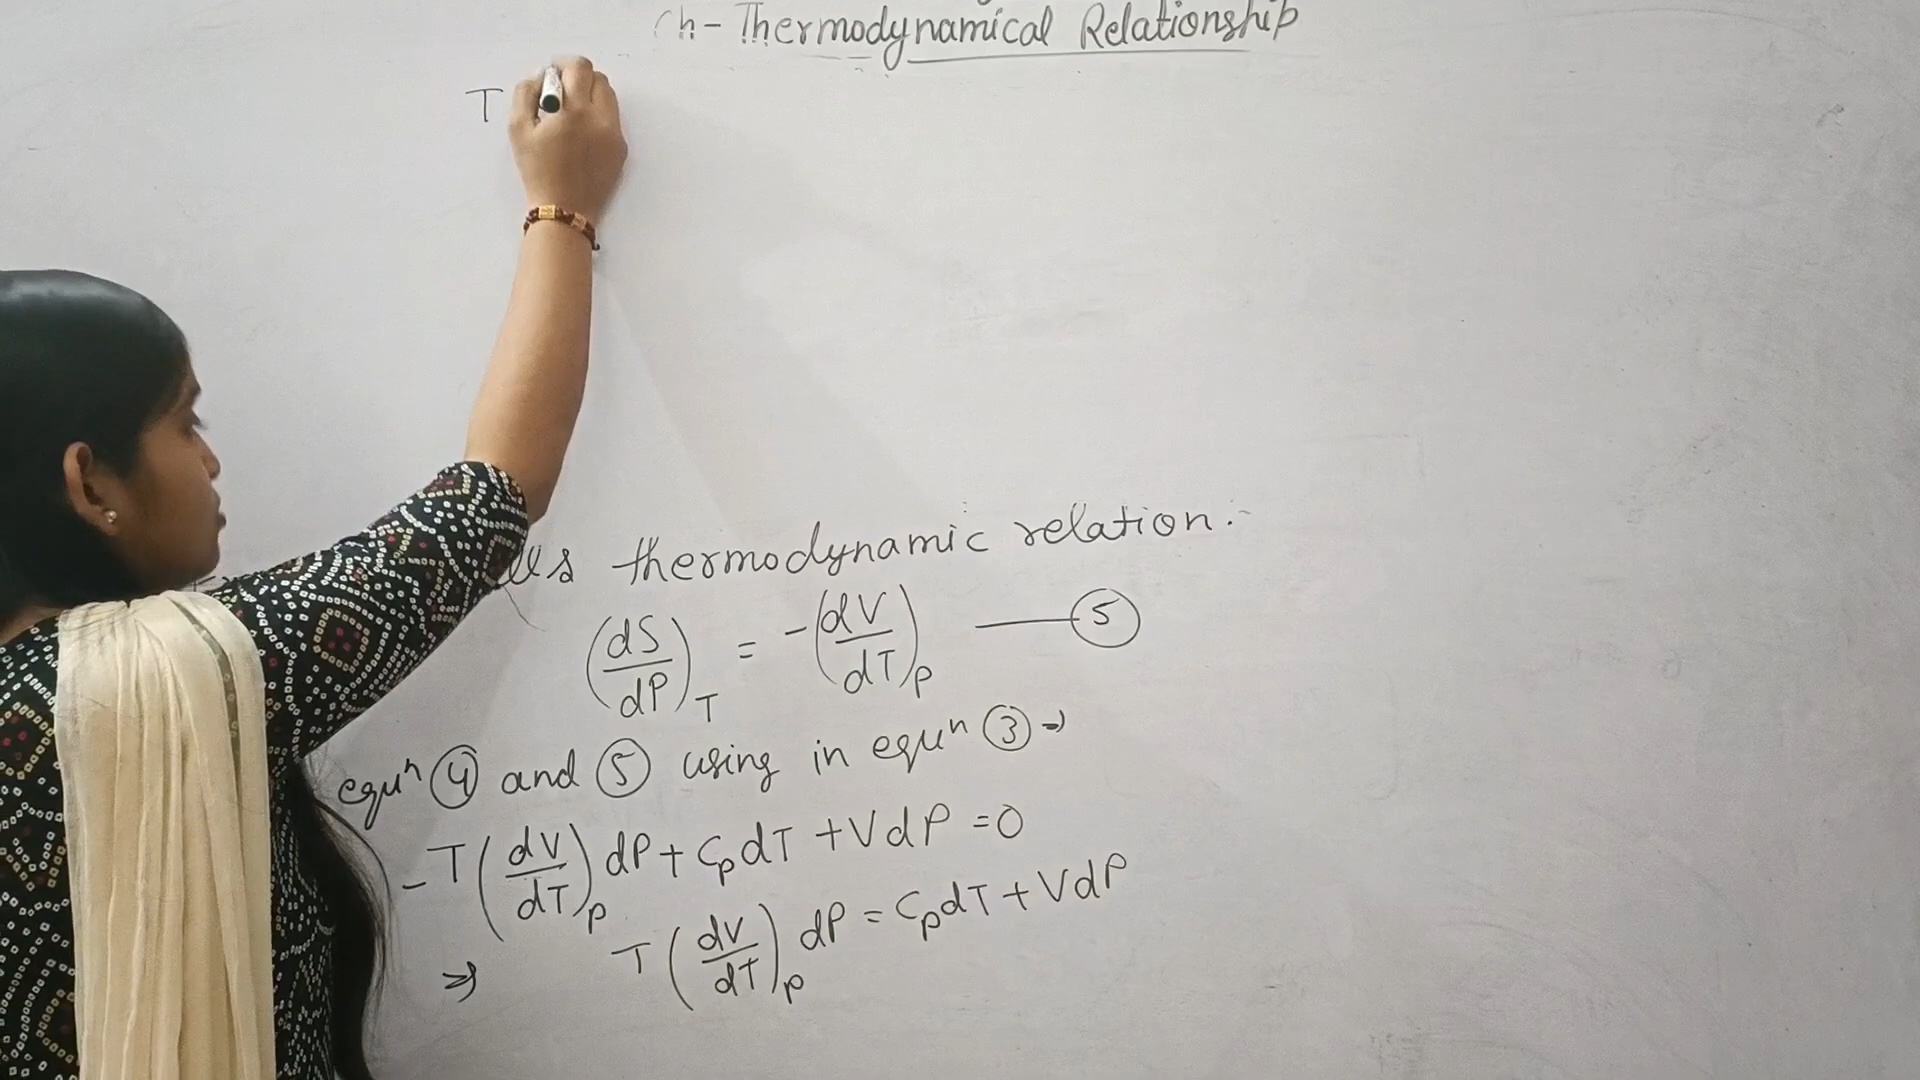 Ch - Thermodynamical Relationship
T
thermodynamic relation :-
(dS/dP)_T = -(dV/dT)_P —— ⑤
equⁿ ④ and ⑤ using in equⁿ ③ →
- T (dV/dT)_P dP + C_P dT + V dP = 0
⇒ T (dV/dT)_P dP = C_P dT + V dP